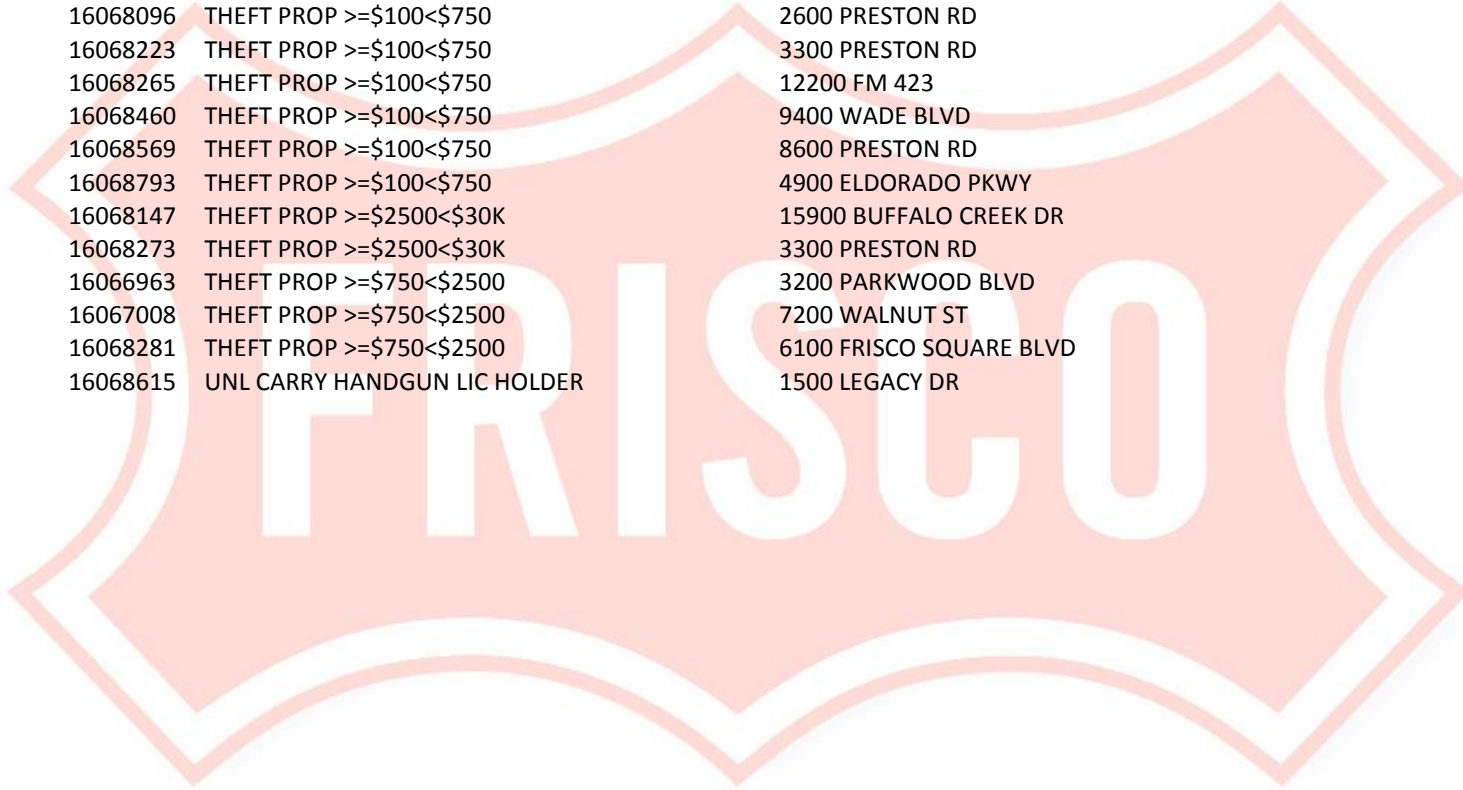 16068096 THEFT PROP >=$100<$750 2600 PRESTON RD
16068223 THEFT PROP >=$100<$750 3300 PRESTON RD
16068265 THEFT PROP >=$100<$750 12200 FM 423
16068460 THEFT PROP >=$100<$750 9400 WADE BLVD
16068569 THEFT PROP >=$100<$750 8600 PRESTON RD
16068793 THEFT PROP >=$100<$750 4900 ELDORADO PKWY
16068147 THEFT PROP >=$2500<$30K 15900 BUFFALO CREEK DR
16068273 THEFT PROP >=$2500<$30K 3300 PRESTON RD
16066963 THEFT PROP >=$750<$2500 3200 PARKWOOD BLVD
16067008 THEFT PROP >=$750<$2500 7200 WALNUT ST
16068281 THEFT PROP >=$750<$2500 6100 FRISCO SQUARE BLVD
16068615 UNL CARRY HANDGUN LIC HOLDER 1500 LEGACY DR
FRISCO